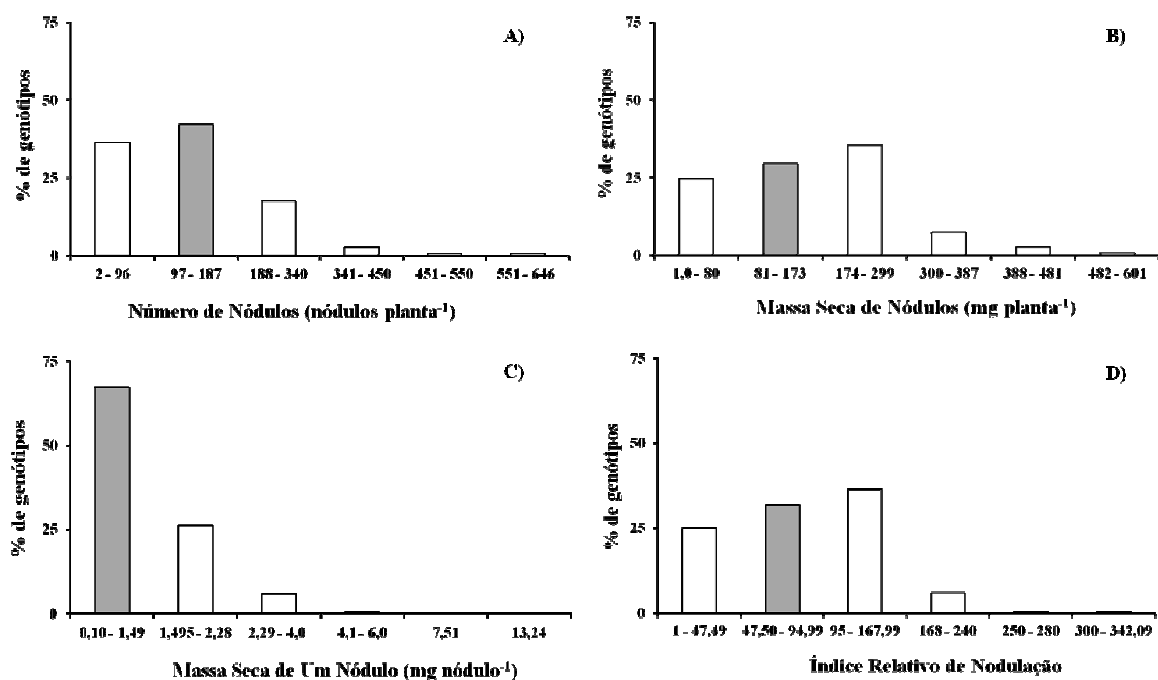 A)
75
50
25
0
% de genótipos
2 - 96 97 - 187 188 - 340 341 - 450 451 - 550 551 - 646
Número de Nódulos (nódulos planta⁻¹)
B)
75
50
25
0
% de genótipos
1,0 - 80 81 - 173 174 - 299 300 - 387 388 - 481 482 - 601
Massa Seca de Nódulos (mg planta⁻¹)
C)
75
50
25
0
% de genótipos
0,10 - 1,49 1,495 - 2,28 2,29 - 4,0 4,1 - 6,0 7,51 13,14
Massa Seca de Um Nódulo (mg nódulo⁻¹)
D)
75
50
25
0
% de genótipos
1 - 47,49 47,50 - 94,99 95 - 167,99 168 - 240 250 - 280 300 - 342,09
Índice Relativo de Nodulação